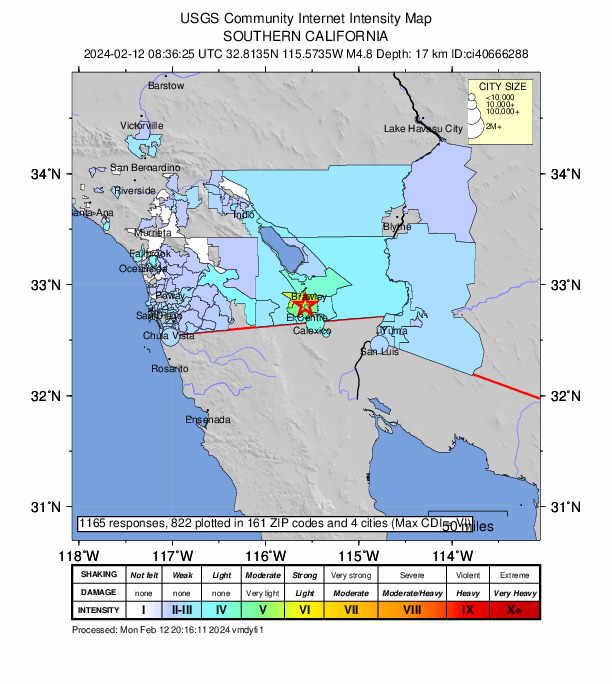 USGS Community Internet Intensity Map
SOUTHERN CALIFORNIA
2024-02-12 08:36:25 UTC 32.8135N 115.5735W M4.8 Depth: 17 km ID:ci40666288
CITY SIZE
<10,000
10,000+
100,000+
2M+
Barstow
Victorville
Lake Havasu City
San Bernardino
Riverside
Indio
Murrieta
Blythe
Fallbrook
Oceanside
Poway
Brawley
El Centro
San Diego
Calexico
Chula Vista
Yuma
San Luis
Rosarito
Ensenada
34˚N
33˚N
32˚N
31˚N
34˚N
33˚N
32˚N
31˚N
50 miles
1165 responses, 822 plotted in 161 ZIP codes and 4 cities (Max CDI = VI)
118˚W 117˚W 116˚W 115˚W 114˚W
SHAKING Not felt Weak Light Moderate Strong Very strong Severe Violent Extreme
DAMAGE none none none Very light Light Moderate Moderate/Heavy Heavy Very Heavy
INTENSITY I II-III IV V VI VII VIII IX X+
Processed: Mon Feb 12 20:16:11 2024 vmdyfi1